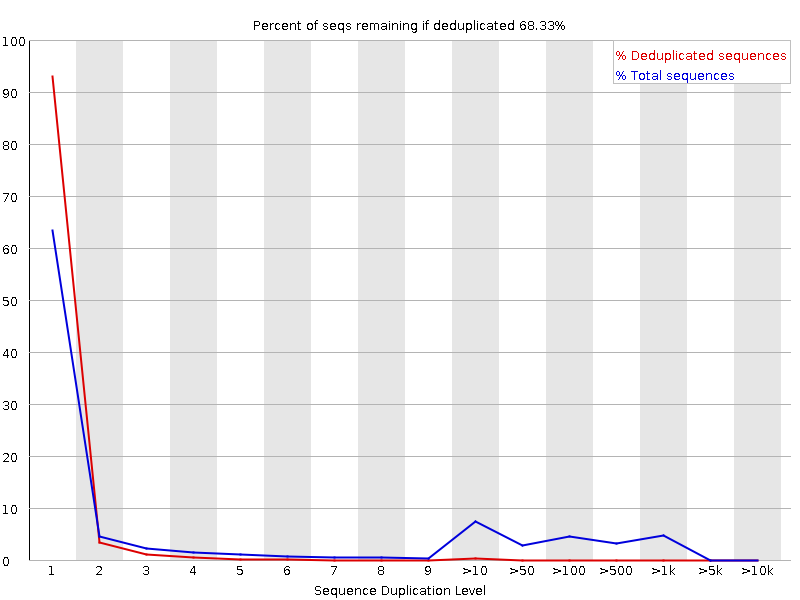 Percent of seqs remaining if deduplicated 68.33%
% Deduplicated sequences
% Total sequences
100
90
80
70
60
50
40
30
20
10
0
1 2 3 4 5 6 7 8 9 >10 >50 >100 >500 >1k >5k >10k
Sequence Duplication Level